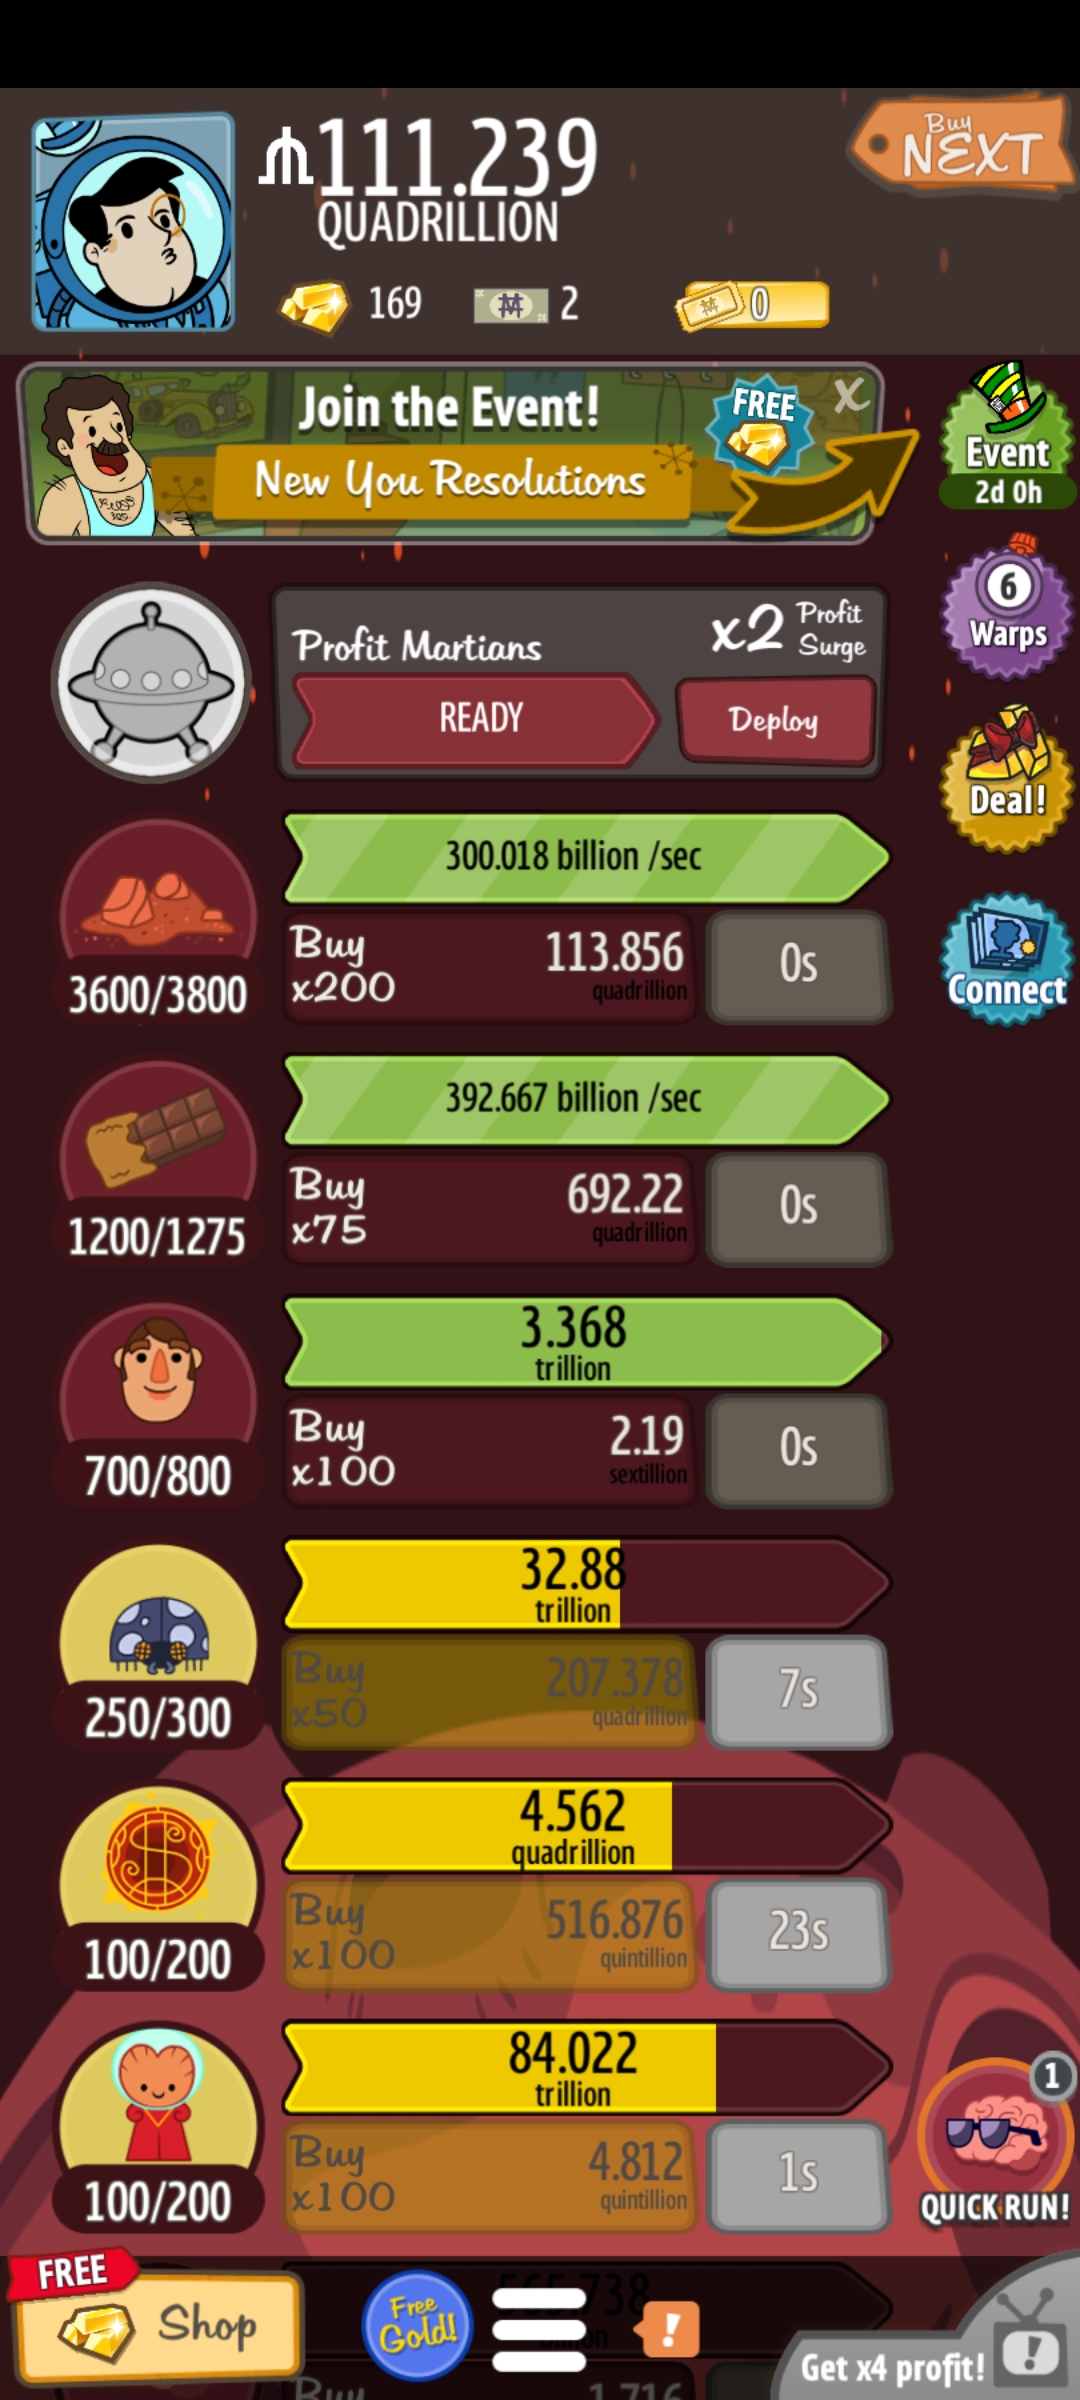 111.239
QUADRILLION
Buy
NEXT
169
2
0
Join the Event!
FREE
X
New You Resolutions
Event
2d 0h
6
Warps
Profit Martians
x2 Profit Surge
READY
Deploy
Deal!
300.018 billion /sec
Buy
x200
113.856
quadrillion
0s
3600/3800
Connect
392.667 billion /sec
Buy
x75
692.22
quadrillion
0s
1200/1275
3.368
trillion
Buy
x100
2.19
sextillion
0s
700/800
32.88
trillion
Buy
x50
207.378
quadrillion
7s
250/300
4.562
quadrillion
Buy
x100
516.876
quintillion
23s
100/200
84.022
trillion
Buy
x100
4.812
quintillion
1s
100/200
1
QUICK RUN!
FREE
Shop
Free
Gold!
!
!
Get x4 profit!
Buy
1.716